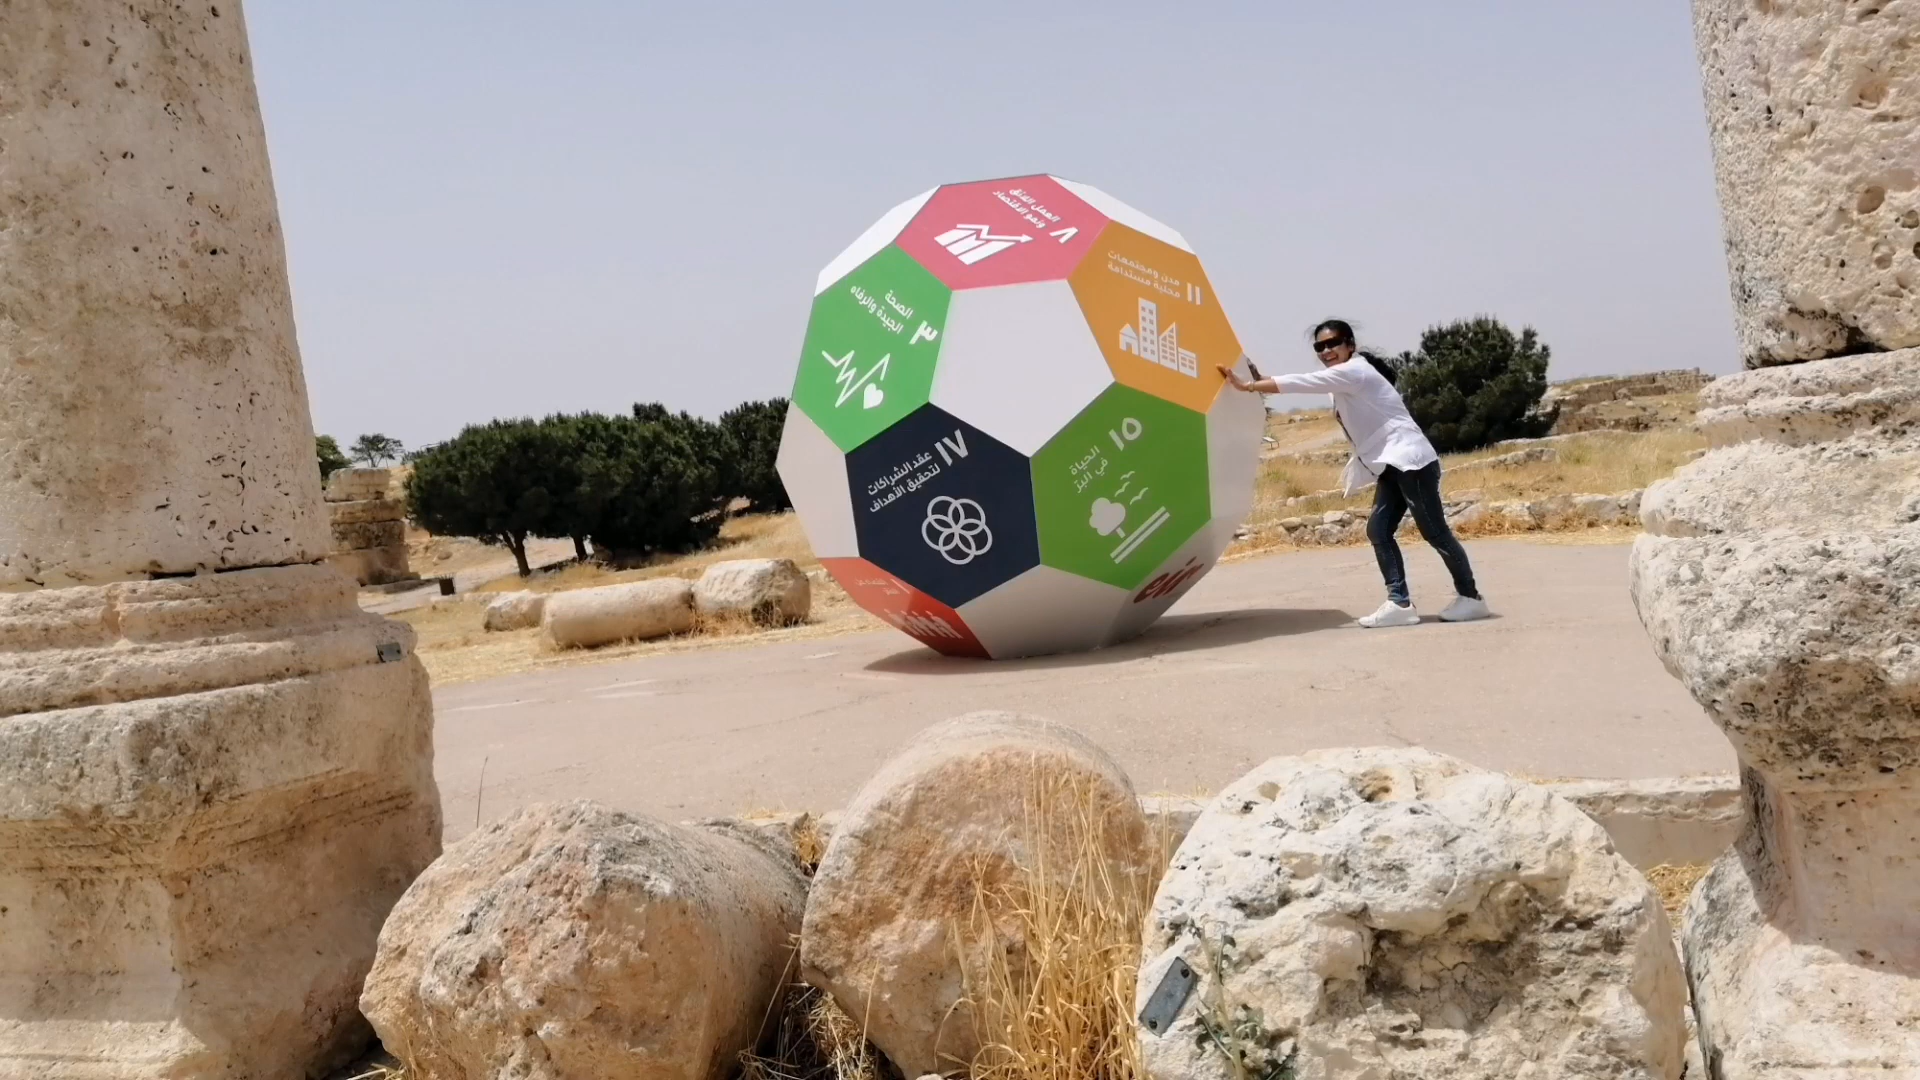 ٨
العمل اللائق
ونمو الاقتصاد
١١
مدن ومجتمعات
محلية مستدامة
٣
الصحة
الجيدة والرفاه
١٧
عقد الشراكات
لتحقيق الأهداف
١٥
الحياة
في البرّ
١